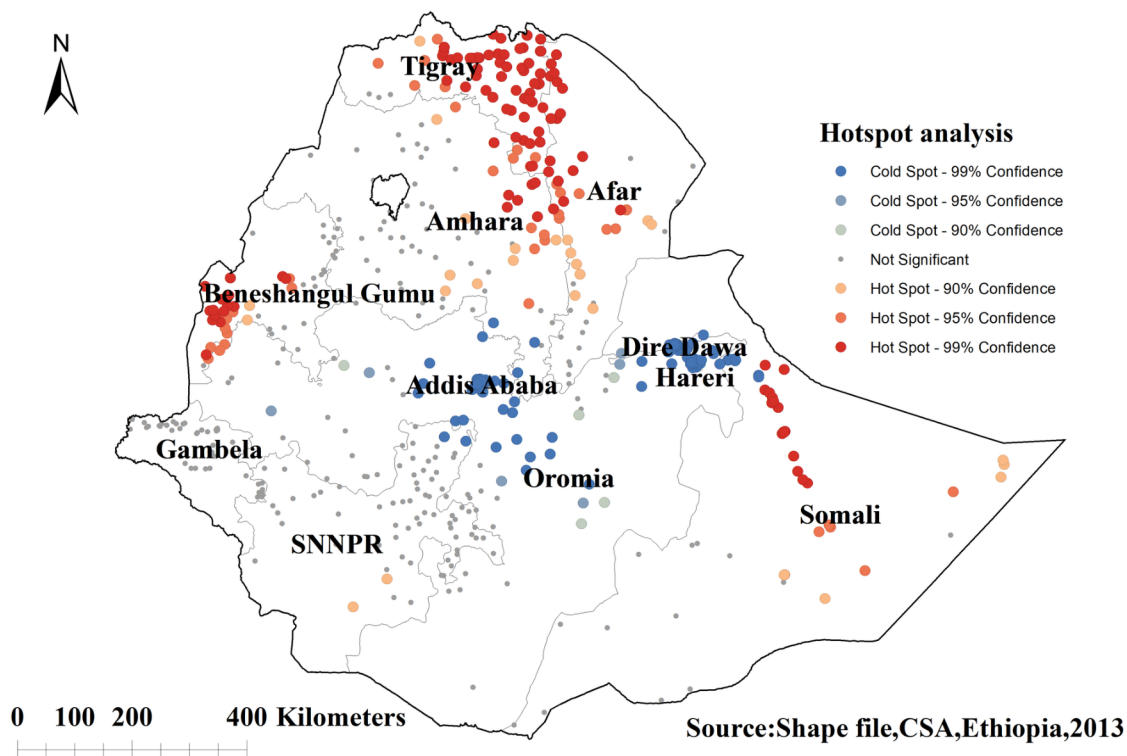 N
Tigray
Hotspot analysis
Cold Spot - 99% Confidence
Cold Spot - 95% Confidence
Cold Spot - 90% Confidence
Not Significant
Hot Spot - 90% Confidence
Hot Spot - 95% Confidence
Hot Spot - 99% Confidence
Afar
Amhara
Beneshangul Gumu
Dire Dawa
Hareri
Addis Ababa
Gambela
Oromia
Somali
SNNPR
0 100 200 400 Kilometers
Source:Shape file,CSA,Ethiopia,2013